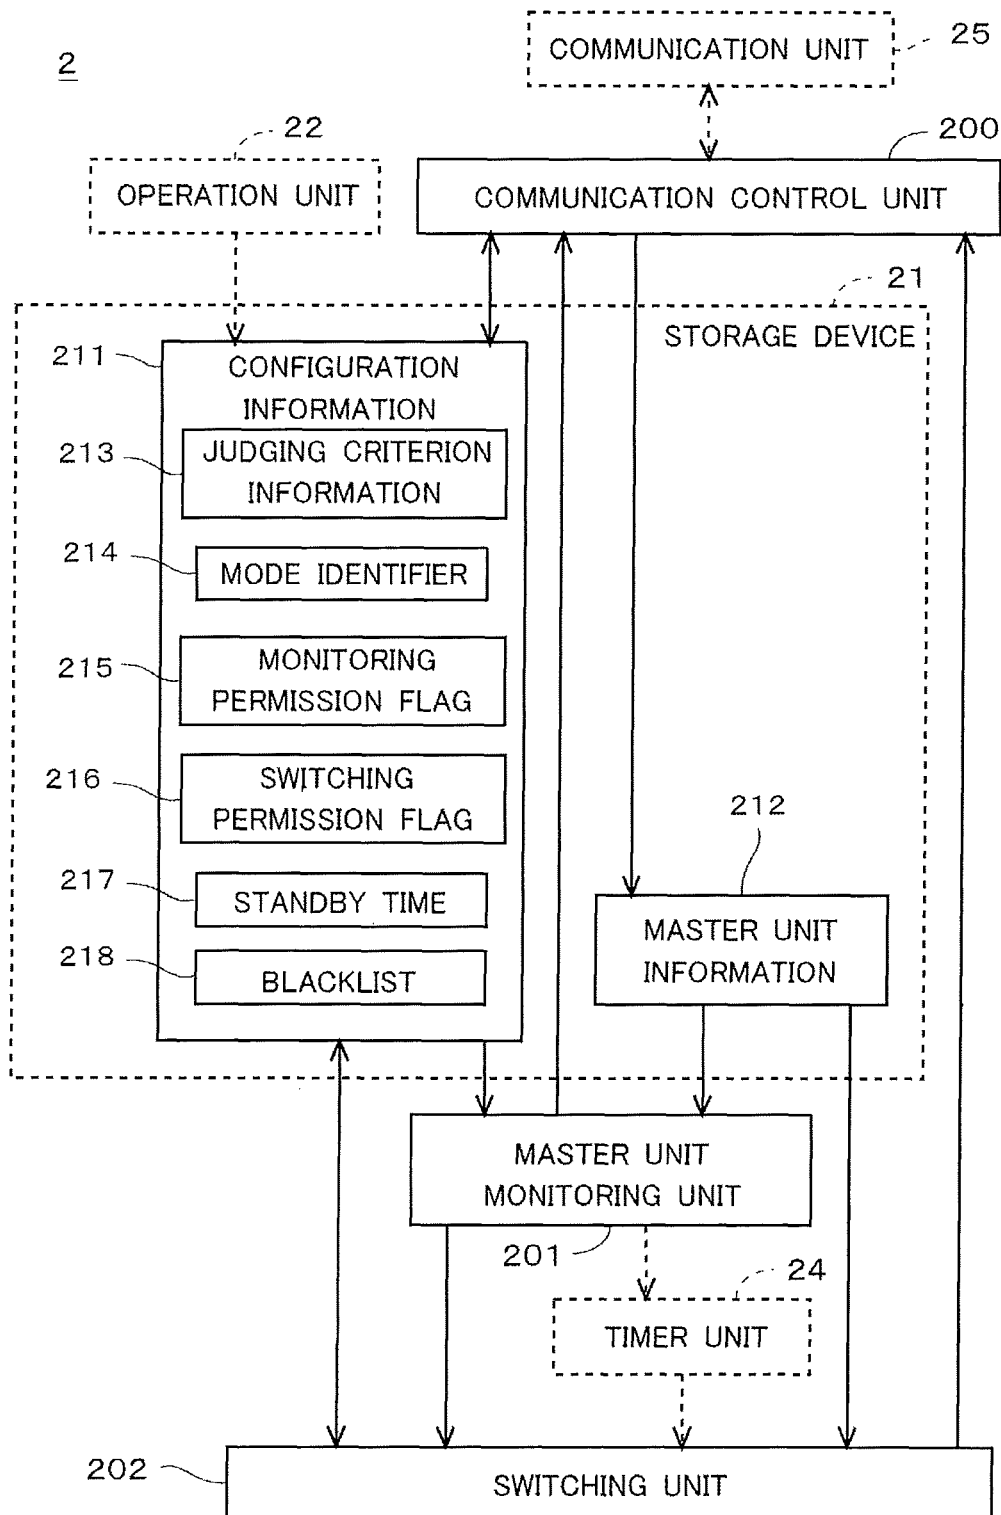 COMMUNICATION UNIT
25
2
22
200
OPERATION UNIT
COMMUNICATION CONTROL UNIT
21
STORAGE DEVICE
211
CONFIGURATION
INFORMATION
213
JUDGING CRITERION
INFORMATION
214
MODE IDENTIFIER
215
MONITORING
PERMISSION FLAG
216
SWITCHING
PERMISSION FLAG
212
217
STANDBY TIME
MASTER UNIT
INFORMATION
218
BLACKLIST
MASTER UNIT
MONITORING UNIT
201
24
TIMER UNIT
202
SWITCHING UNIT